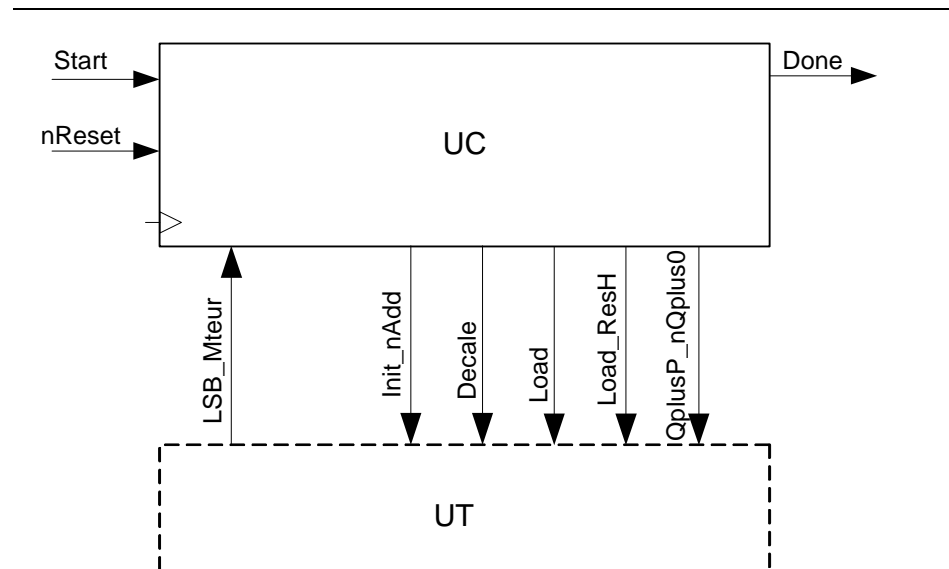 Start
Done
nReset
UC
LSB_Mteur
Init_nAdd
Decale
Load
Load_ResH
QplusP_nQplus0
UT